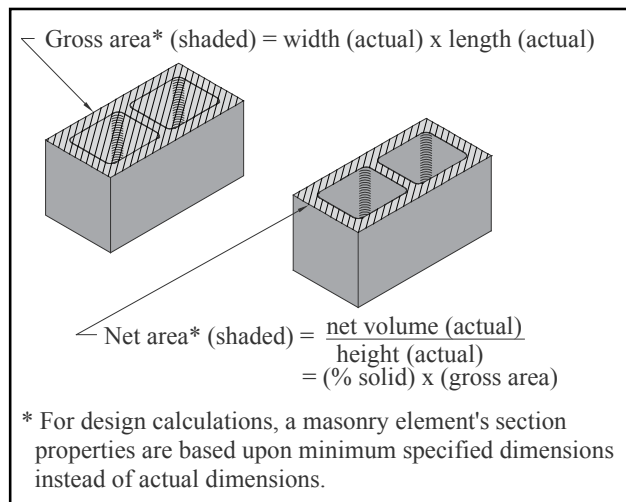 Gross area* (shaded) = width (actual) x length (actual)
Net area* (shaded) = net volume (actual)
height (actual)
= (% solid) x (gross area)
* For design calculations, a masonry element's section
properties are based upon minimum specified dimensions
instead of actual dimensions.